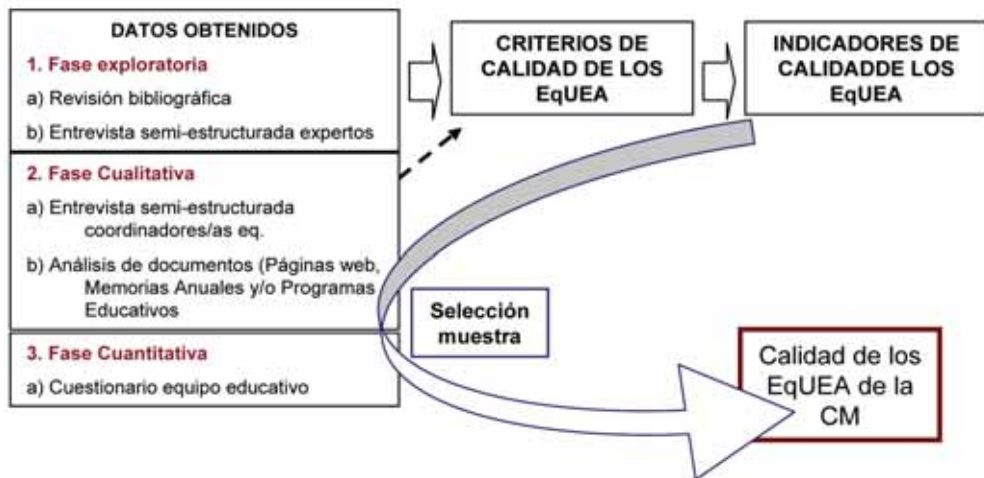 DATOS OBTENIDOS
1. Fase exploratoria
a) Revisión bibliográfica
b) Entrevista semi-estructurada expertos
2. Fase Cualitativa
a) Entrevista semi-estructurada
coordinadores/as eq.
b) Análisis de documentos (Páginas web,
Memorias Anuales y/o Programas
Educativos
3. Fase Cuantitativa
a) Cuestionario equipo educativo
CRITERIOS DE
CALIDAD DE LOS
EqUEA
INDICADORES DE
CALIDADDE LOS
EqUEA
Selección
muestra
Calidad de los
EqUEA de la
CM